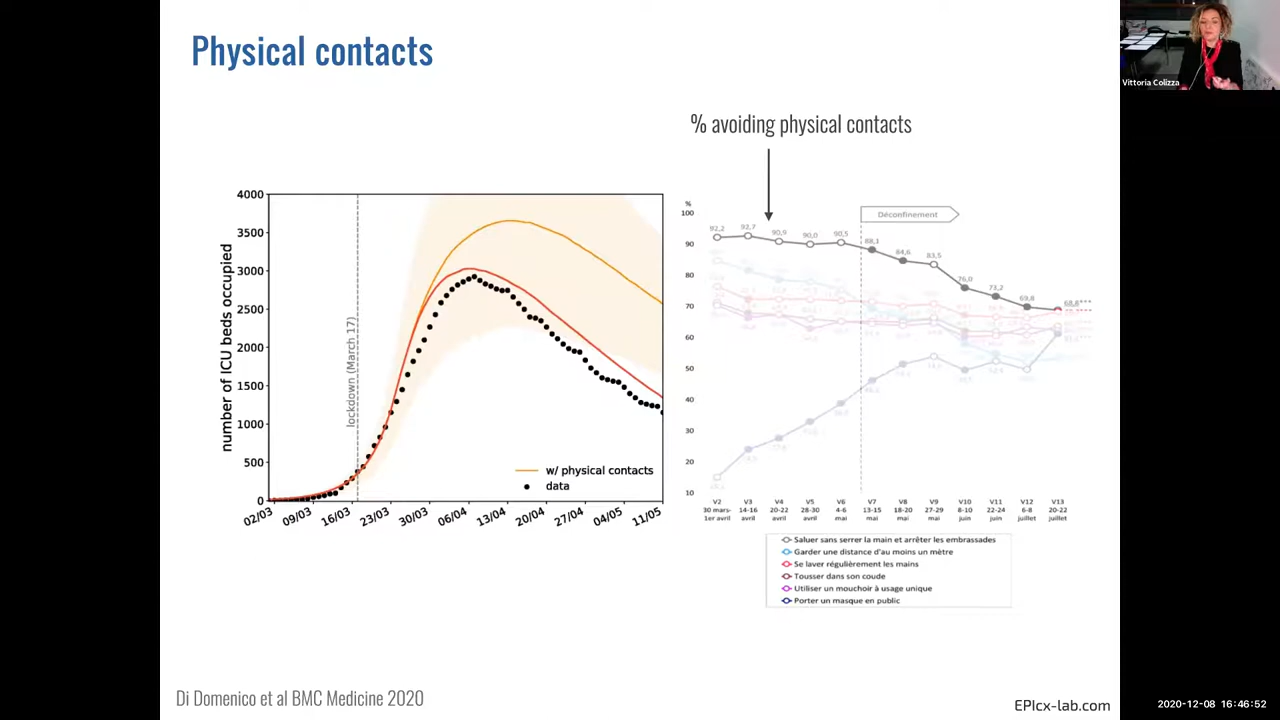 Physical contacts
Vittoria Colizza
% avoiding physical contacts
number of ICU beds occupied
4000
3500
3000
2500
2000
1500
1000
500
0
lockdown (March 17)
w/ physical contacts
data
02/03 09/03 16/03 23/03 30/03 06/04 13/04 20/04 27/04 04/05 11/05
%
100
90
80
70
60
50
40
30
20
10
Déconfinement
92,2 92,7 90,9 90,0 90,5 88,1 84,6 83,5 76,0 73,2 69,8 68,8***
V2 V3 V4 V5 V6 V7 V8 V9 V10 V11 V12 V13
30 mars- 14-16 20-22 28-30 4-6 13-15 18-20 27-29 8-10 22-24 6-8 20-22
1er avril avril avril avril mai mai mai mai juin juin juillet juillet
Saluer sans serrer la main et arrêter les embrassades
Garder une distance d'au moins un mètre
Se laver régulièrement les mains
Tousser dans son coude
Utiliser un mouchoir à usage unique
Porter un masque en public
Di Domenico et al BMC Medicine 2020
EPIcx-lab.com
2020-12-08 16:46:52